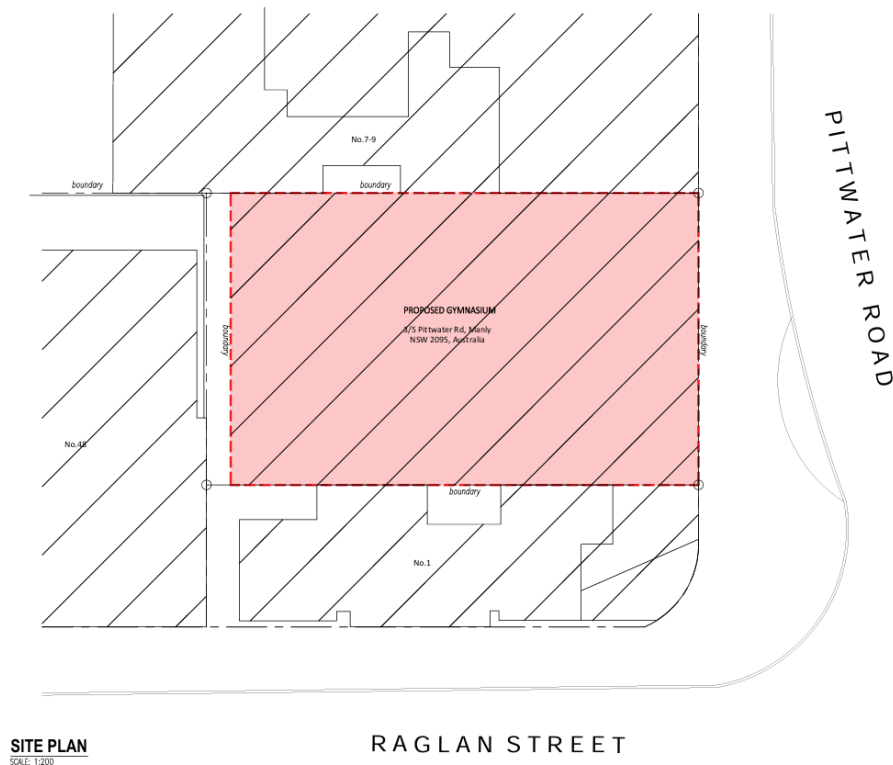 No.7-9
boundary
boundary
PITTWATER ROAD
PROPOSED GYMNASIUM
3/5 Pittwater Rd, Manly
NSW 2095, Australia
boundary
boundary
No.48
boundary
No.1
SITE PLAN
SCALE: 1:200
RAGLAN STREET